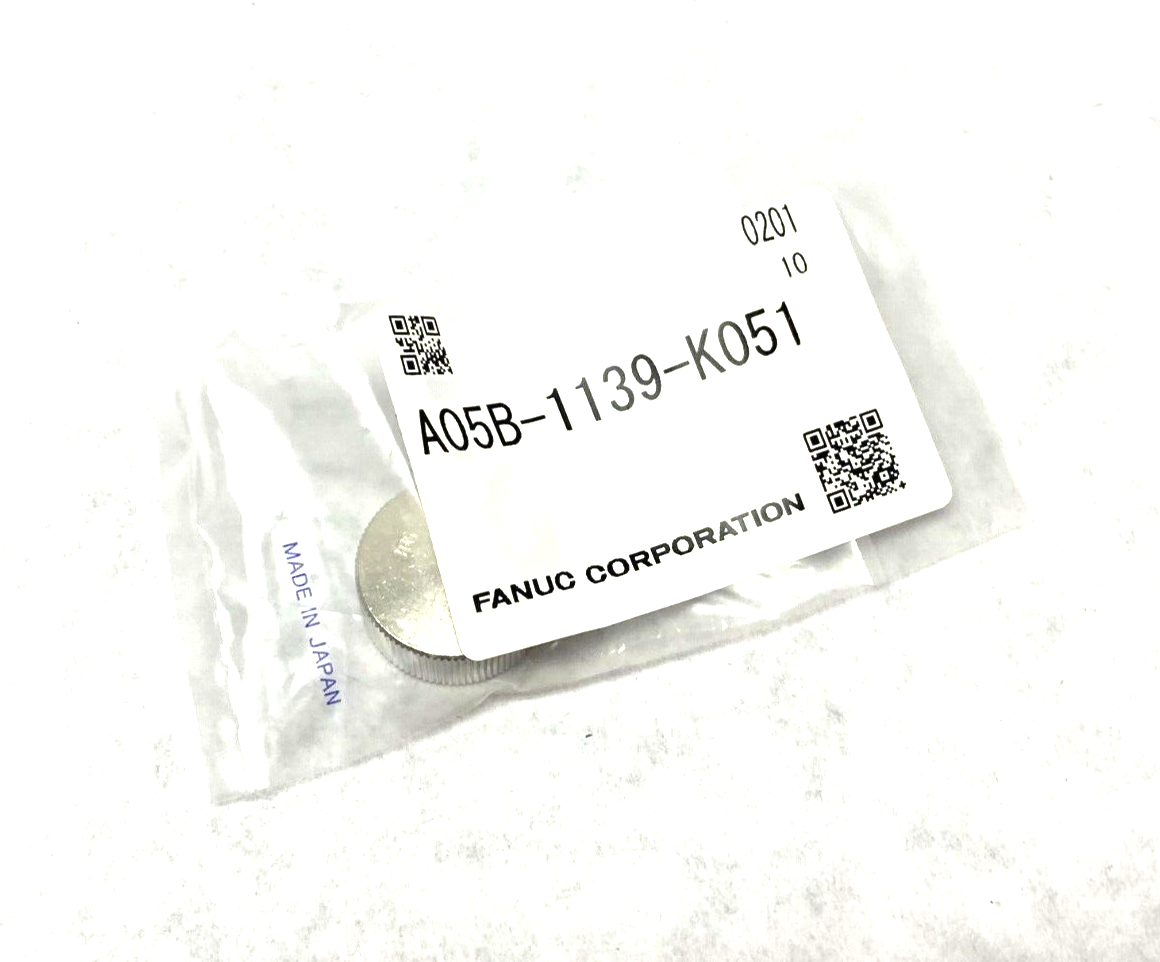 0201
10
A05B-1139-K051
FANUC CORPORATION
MADE IN JAPAN